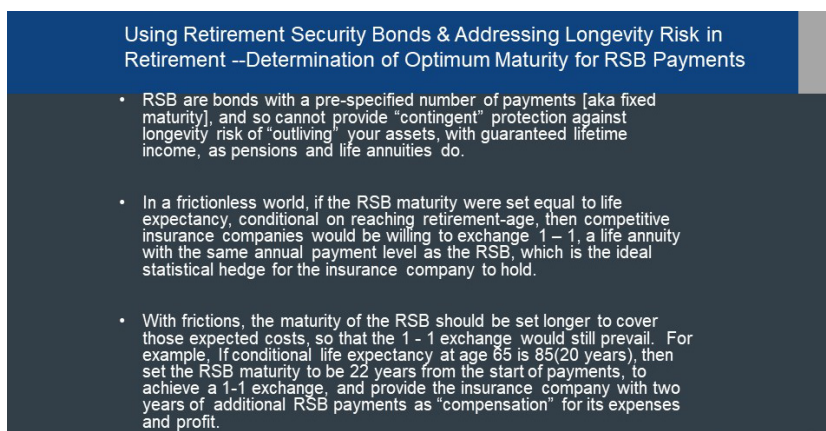 Using Retirement Security Bonds & Addressing Longevity Risk in
Retirement --Determination of Optimum Maturity for RSB Payments
• RSB are bonds with a pre-specified number of payments [aka fixed
maturity], and so cannot provide “contingent” protection against
longevity risk of “outliving” your assets, with guaranteed lifetime
income, as pensions and life annuities do.
• In a frictionless world, if the RSB maturity were set equal to life
expectancy, conditional on reaching retirement-age, then competitive
insurance companies would be willing to exchange 1 – 1, a life annuity
with the same annual payment level as the RSB, which is the ideal
statistical hedge for the insurance company to hold.
• With frictions, the maturity of the RSB should be set longer to cover
those expected costs, so that the 1 - 1 exchange would still prevail. For
example, If conditional life expectancy at age 65 is 85(20 years), then
set the RSB maturity to be 22 years from the start of payments, to
achieve a 1-1 exchange, and provide the insurance company with two
years of additional RSB payments as “compensation” for its expenses
and profit.